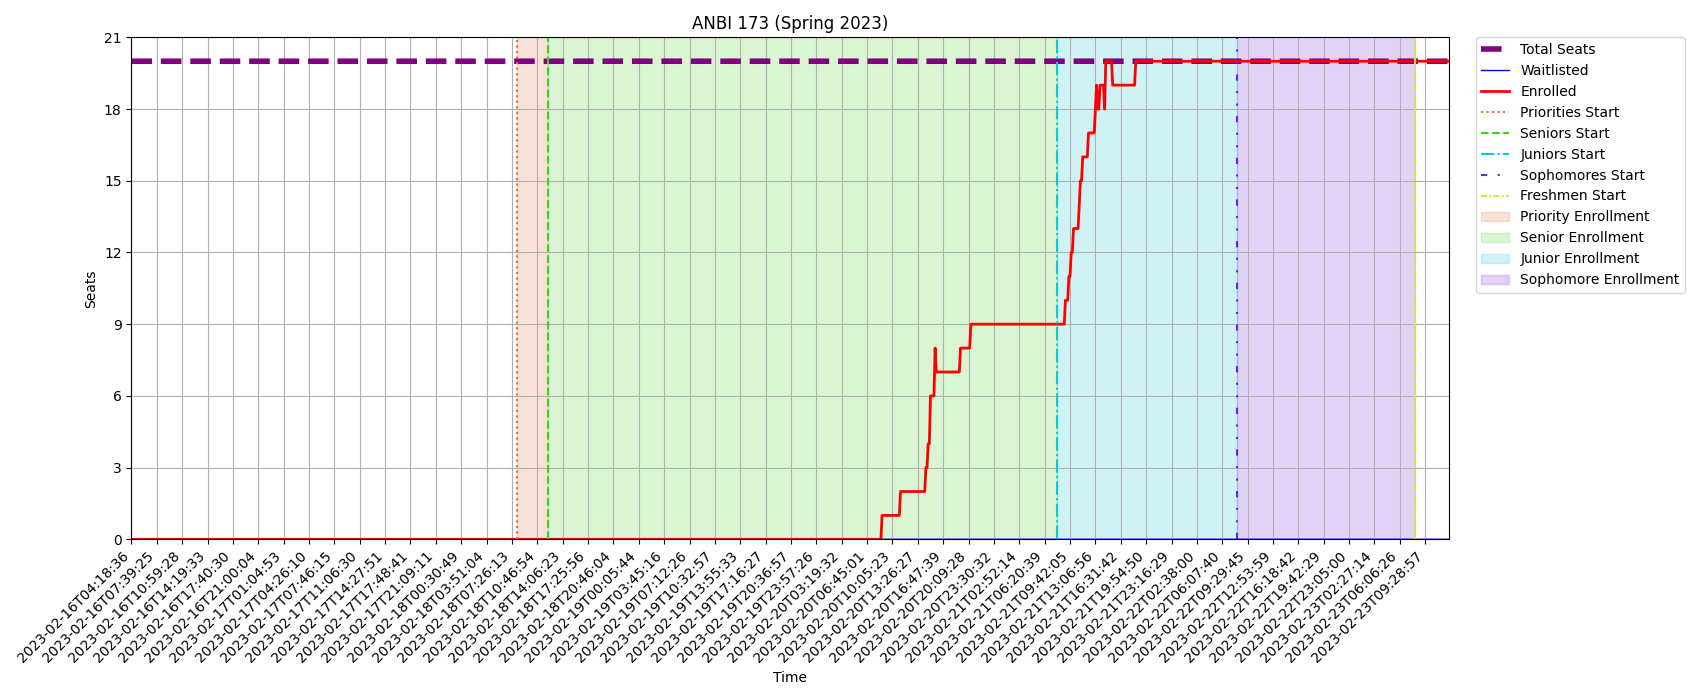 ANBI 173 (Spring 2023)
21
18
15
12
9
6
3
0
Seats
2023-02-16T04:18:36
2023-02-16T07:39:25
2023-02-16T10:59:28
2023-02-16T14:19:33
2023-02-16T17:40:30
2023-02-16T21:00:04
2023-02-17T01:04:53
2023-02-17T04:26:10
2023-02-17T07:46:15
2023-02-17T11:06:30
2023-02-17T14:27:51
2023-02-17T17:48:41
2023-02-17T21:09:11
2023-02-18T00:30:49
2023-02-18T03:51:04
2023-02-18T07:26:13
2023-02-18T10:46:54
2023-02-18T14:06:23
2023-02-18T17:25:56
2023-02-18T20:46:04
2023-02-19T00:05:44
2023-02-19T03:45:16
2023-02-19T07:12:26
2023-02-19T10:32:57
2023-02-19T13:55:33
2023-02-19T17:16:27
2023-02-19T20:36:57
2023-02-19T23:57:26
2023-02-20T03:19:32
2023-02-20T06:45:01
2023-02-20T10:05:23
2023-02-20T13:26:27
2023-02-20T16:47:39
2023-02-20T20:09:28
2023-02-20T23:30:32
2023-02-21T02:52:14
2023-02-21T06:20:39
2023-02-21T09:42:05
2023-02-21T13:06:56
2023-02-21T16:31:42
2023-02-21T19:54:50
2023-02-21T23:16:29
2023-02-22T02:38:00
2023-02-22T06:07:40
2023-02-22T09:29:45
2023-02-22T12:53:59
2023-02-22T16:18:42
2023-02-22T19:42:29
2023-02-22T23:05:00
2023-02-23T02:27:14
2023-02-23T06:06:26
2023-02-23T09:28:57
Time
Total Seats
Waitlisted
Enrolled
Priorities Start
Seniors Start
Juniors Start
Sophomores Start
Freshmen Start
Priority Enrollment
Senior Enrollment
Junior Enrollment
Sophomore Enrollment